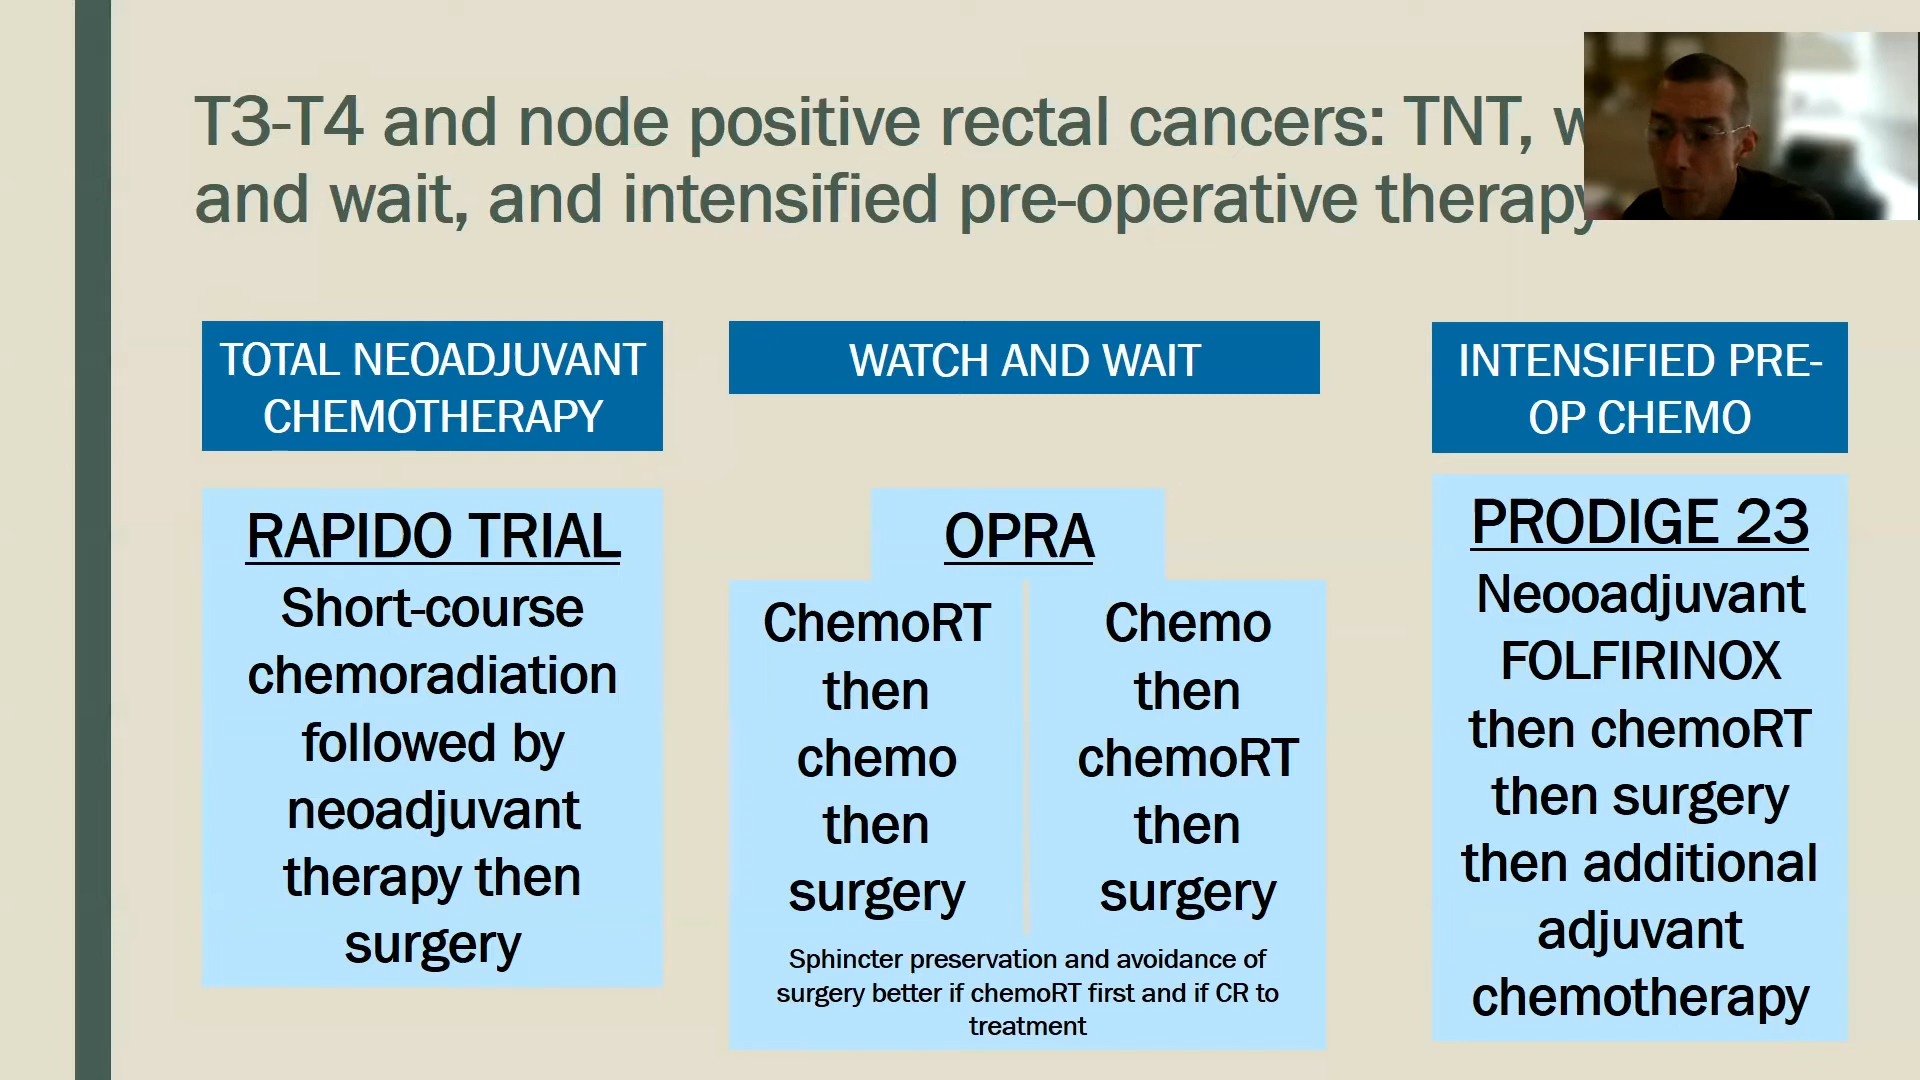 T3-T4 and node positive rectal cancers: TNT,
and wait, and intensified pre-operative therapy
TOTAL NEOADJUVANT
CHEMOTHERAPY
RAPIDO TRIAL
Short-course
chemoradiation
followed by
neoadjuvant
therapy then
surgery
WATCH AND WAIT
OPRA
ChemoRT
then
chemo
then
surgery
Chemo
then
chemoRT
then
surgery
Sphincter preservation and avoidance of
surgery better if chemoRT first and if CR to
treatment
INTENSIFIED PRE-
OP CHEMO
PRODIGE 23
Neooadjuvant
FOLFIRINOX
then chemoRT
then surgery
then additional
adjuvant
chemotherapy